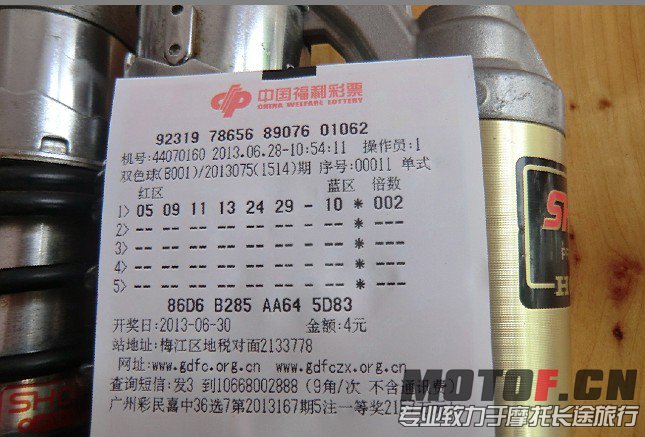 中国福利彩票
CHINA WELFARE LOTTERY
92319 78656 89076 01062
机号:44070160 2013.06.28-10:54:11 操作员:1
双色球(B001)/2013075(1514)期 序号:00011 单式
红区 蓝区 倍数
1> 05 09 11 13 24 29 - 10 * 002
2> -- -- -- -- -- -- - -- * ---
3> -- -- -- -- -- -- - -- * ---
4> -- -- -- -- -- -- - -- * ---
5> -- -- -- -- -- -- - -- * ---
86D6 B285 AA64 5D83
开奖日:2013-06-30 金额:4元
站地址:梅江区地税对面2133778
网址:www.gdfc.org.cn www.gdfczx.org.cn
查询短信:发3 到10668002888 (9角/次 不含通讯费)
广州彩民喜中36选7第2013167期5注一等奖
SHO
MOTOF.CN
专业致力于摩托长途旅行